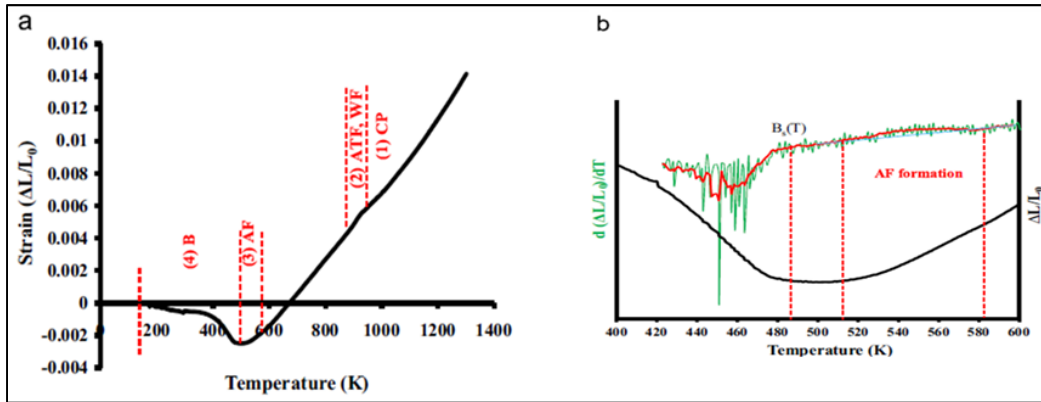 a
0.016
0.014
0.012
0.01
0.008
0.006
0.004
0.002
0
-0.002
-0.004
Strain (ΔL/L₀)
(4) B
(3) AF
(2) ATF, WF
(1) CP
200 400 600 800 1000 1200 1400
Temperature (K)
b
d (ΔL/L₀)/dT
Bₛ(T)
AF formation
ΔL/L₀
400 420 440 460 480 500 520 540 560 580 600
Temperature (K)